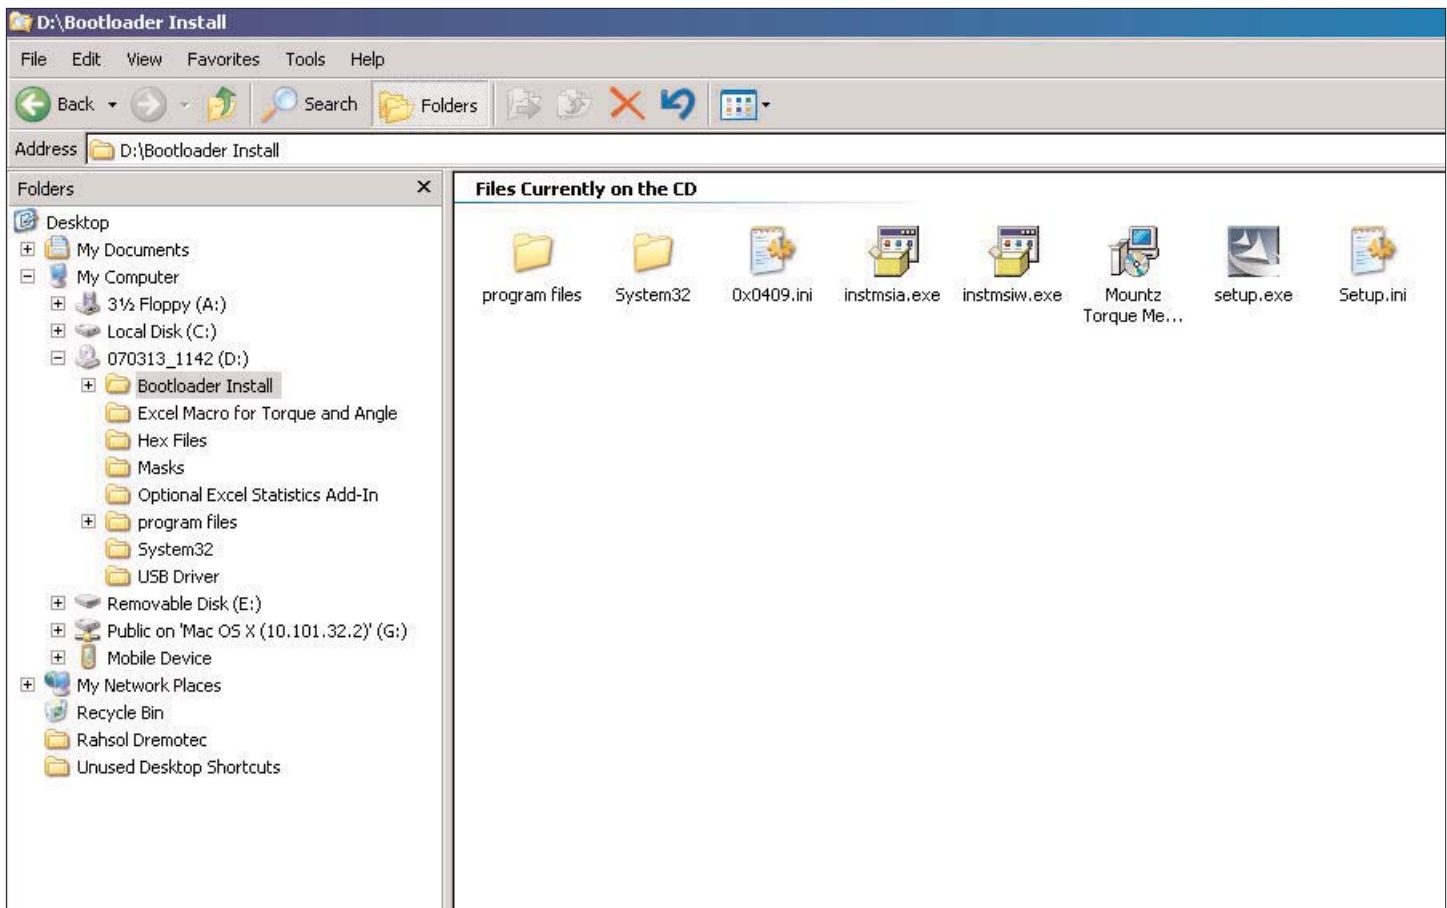 D:\Bootloader Install
File Edit View Favorites Tools Help
Back Search Folders
Address D:\Bootloader Install
Folders
Desktop
My Documents
My Computer
3½ Floppy (A:)
Local Disk (C:)
070313_1142 (D:)
Bootloader Install
Excel Macro for Torque and Angle
Hex Files
Masks
Optional Excel Statistics Add-In
program files
System32
USB Driver
Removable Disk (E:)
Public on 'Mac OS X (10.101.32.2)' (G:)
Mobile Device
My Network Places
Recycle Bin
Rahsol Dremotec
Unused Desktop Shortcuts
Files Currently on the CD
program files System32 0x0409.ini instmsia.exe instmsiw.exe Mountz setup.exe Setup.ini
Torque Me...